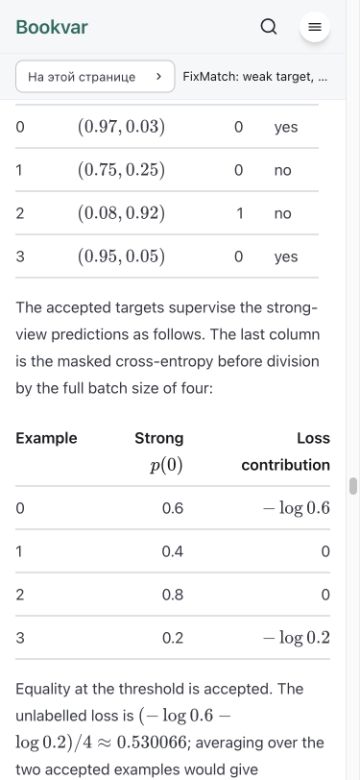 Bookvar
На этой странице > FixMatch: weak target, ...
0 (0.97, 0.03) 0 yes
1 (0.75, 0.25) 0 no
2 (0.08, 0.92) 1 no
3 (0.95, 0.05) 0 yes
The accepted targets supervise the strong-
view predictions as follows. The last column
is the masked cross-entropy before division
by the full batch size of four:
Example Strong Loss
p(0) contribution
0 0.6 − log 0.6
1 0.4 0
2 0.8 0
3 0.2 − log 0.2
Equality at the threshold is accepted. The
unlabelled loss is (− log 0.6 −
log 0.2)/4 ≈ 0.530066; averaging over the
two accepted examples would give